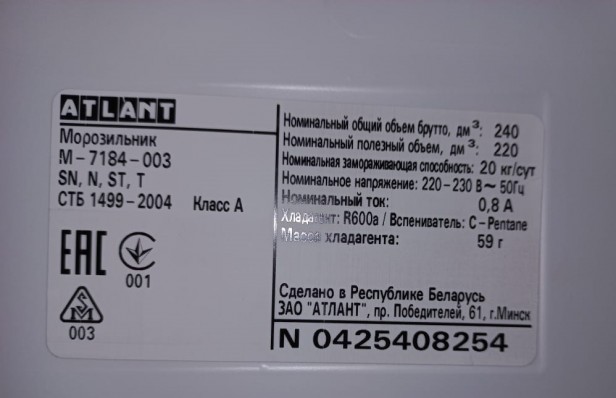 ATLANT
Морозильник
М-7184-003
SN, N, ST, T
СТБ 1499-2004 Класс А
ЕАС
001
003
Номинальный общий объем брутто, дм³: 240
Номинальный полезный объем, дм³: 220
Номинальная замораживающая способность: 20 кг/сут
Номинальное напряжение: 220-230 В~ 50Гц
Номинальный ток: 0,8 А
Хладагент: R600a / Вспениватель: C-Pentane
Масса хладагента: 59 г
Сделано в Республике Беларусь
ЗАО "АТЛАНТ", пр. Победителей, 61, г.Минск
N 0425408254